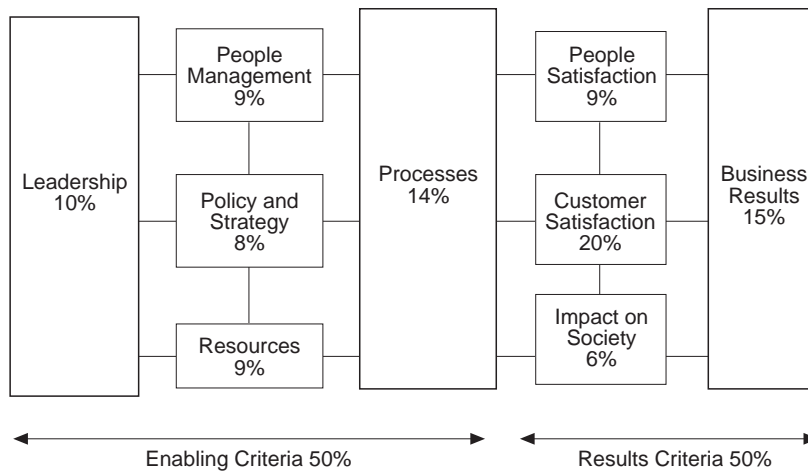 Leadership
10%
People
Management
9%
Policy and
Strategy
8%
Resources
9%
Processes
14%
People
Satisfaction
9%
Customer
Satisfaction
20%
Impact on
Society
6%
Business
Results
15%
Enabling Criteria 50%
Results Criteria 50%